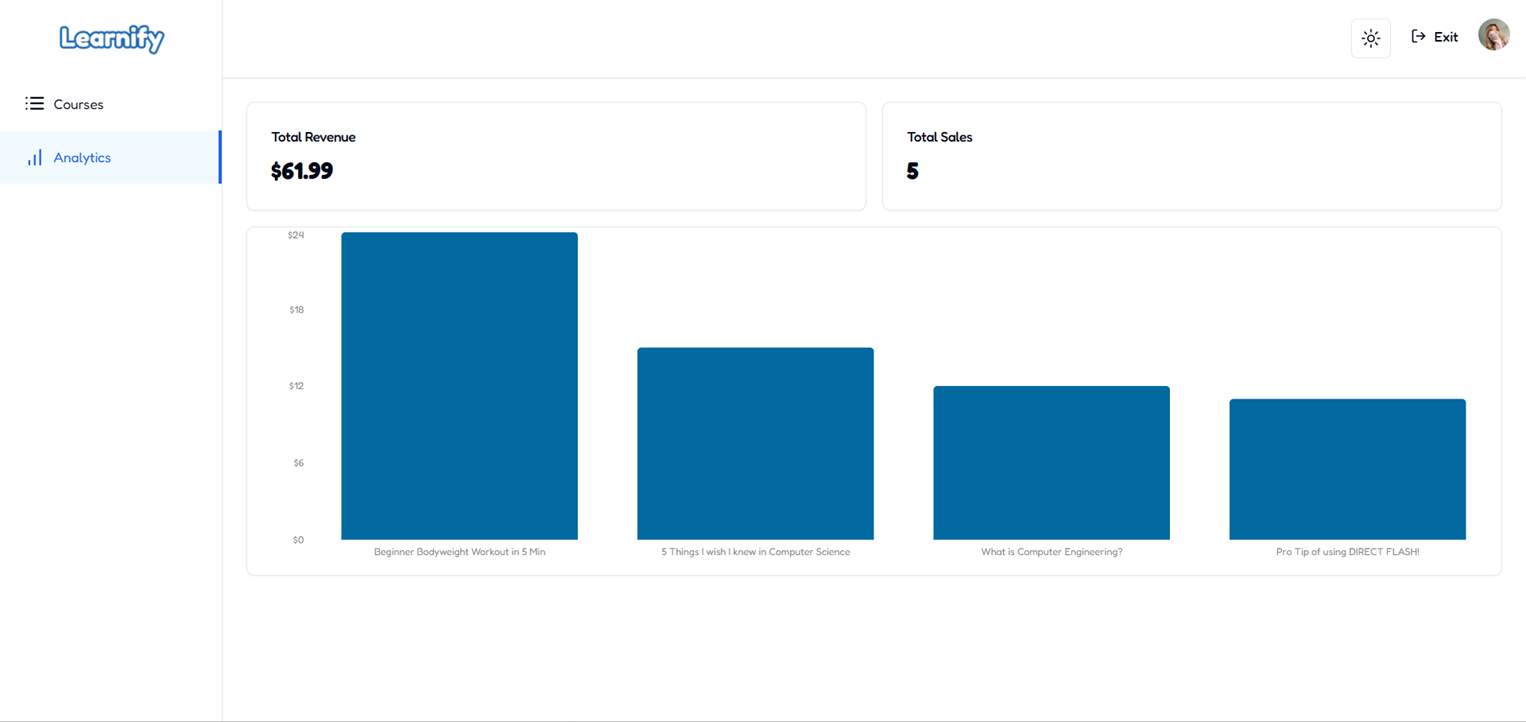 Learnify
Exit
Courses
Analytics
Total Revenue
$61.99
Total Sales
5
$24
$18
$12
$6
$0
Beginner Bodyweight Workout in 5 Min
5 Things I wish I knew in Computer Science
What is Computer Engineering?
Pro Tip of using DIRECT FLASH!